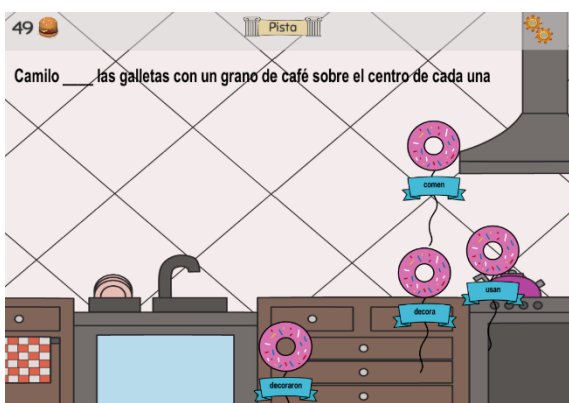 49
Pista
Camilo ____ las galletas con un grano de café sobre el centro de cada una
comen
usan
decora
decoraron